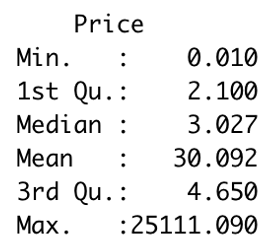 Price
Min.   :    0.010
1st Qu.:    2.100
Median :    3.027
Mean   :   30.092
3rd Qu.:    4.650
Max.   :25111.090